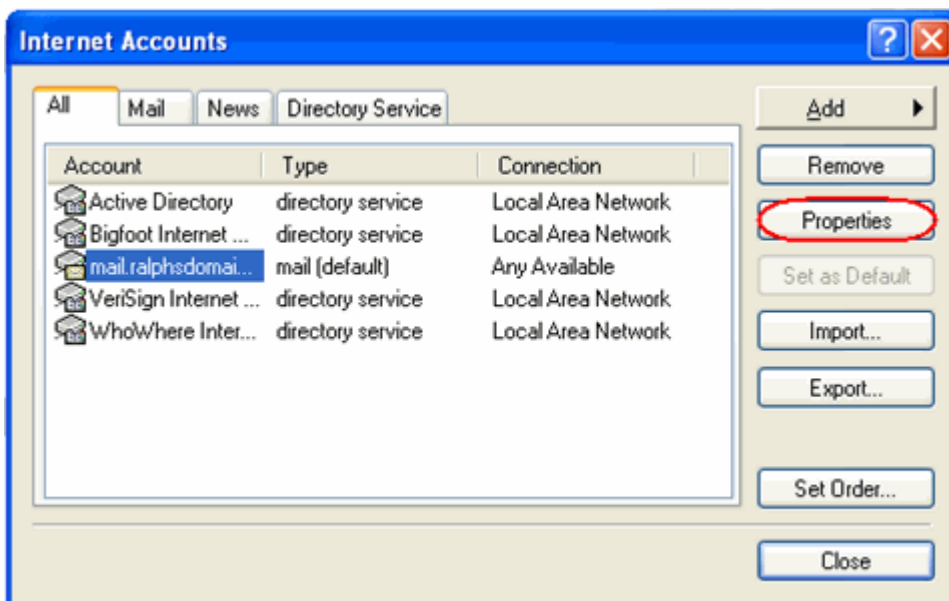 Internet Accounts
All Mail News Directory Service
Add
Account Type Connection
Remove
Active Directory directory service Local Area Network
Properties
Bigfoot Internet ... directory service Local Area Network
mail.ralphsdomai... mail (default) Any Available
Set as Default
VeriSign Internet ... directory service Local Area Network
WhoWhere Inter... directory service Local Area Network
Import...
Export...
Set Order...
Close